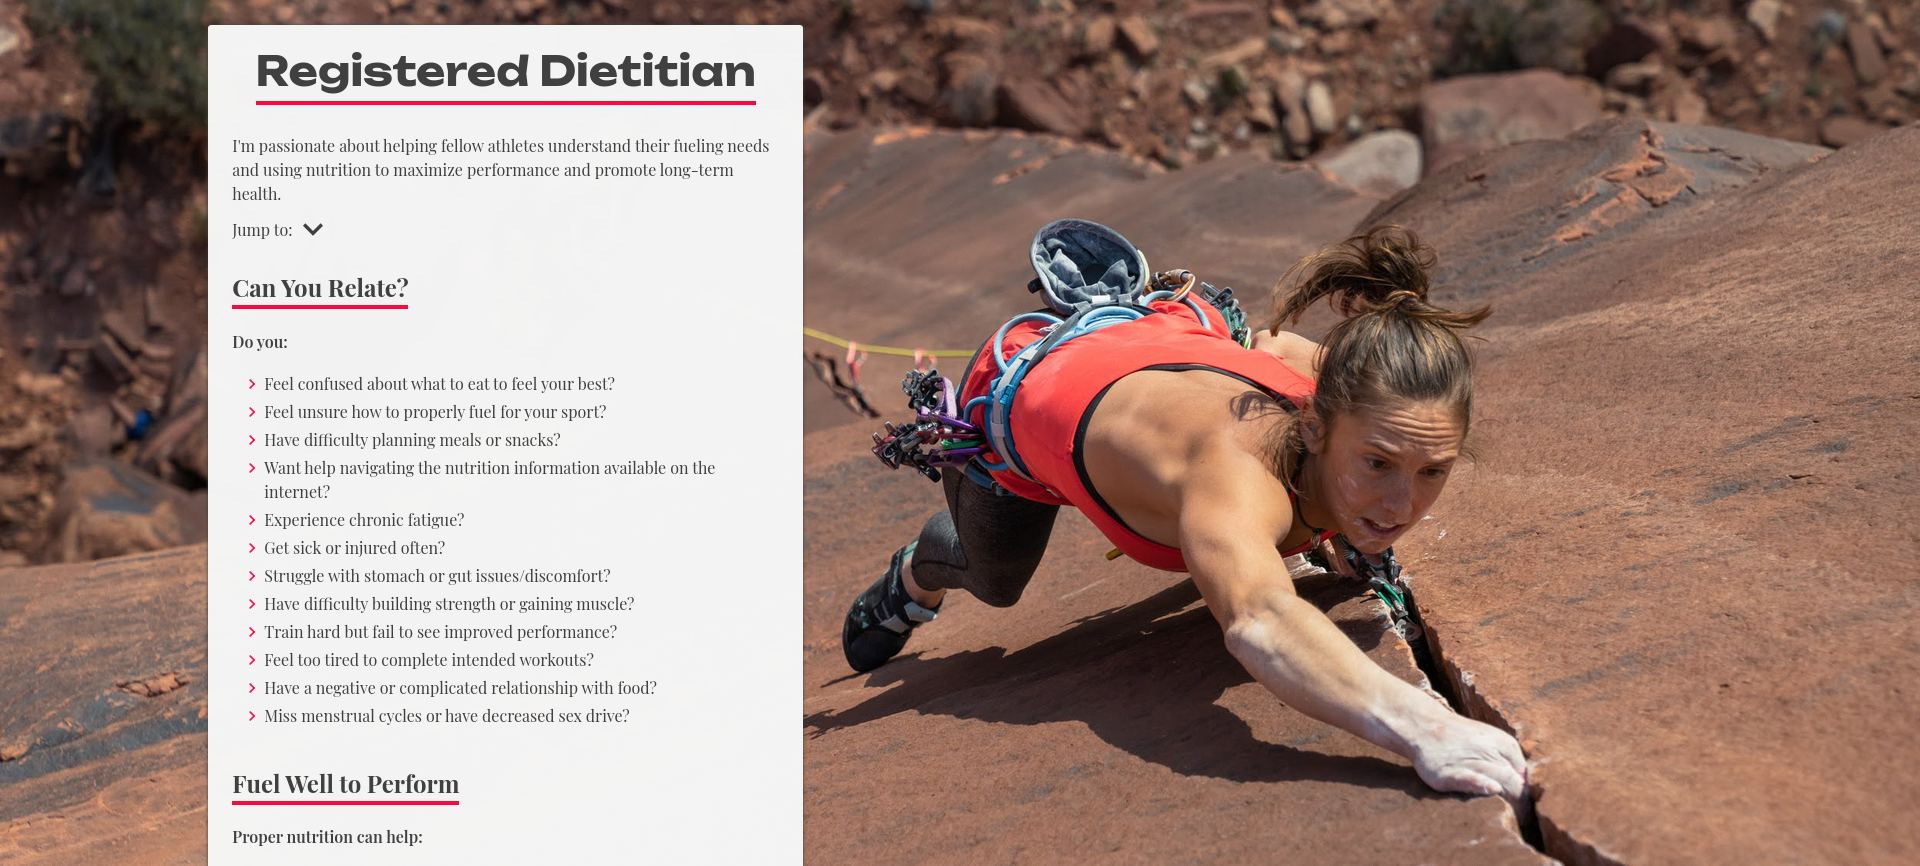 Registered Dietitian
I'm passionate about helping fellow athletes understand their fueling needs
and using nutrition to maximize performance and promote long-term
health.
Jump to:
Can You Relate?
Do you:
Feel confused about what to eat to feel your best?
Feel unsure how to properly fuel for your sport?
Have difficulty planning meals or snacks?
Want help navigating the nutrition information available on the
internet?
Experience chronic fatigue?
Get sick or injured often?
Struggle with stomach or gut issues/discomfort?
Have difficulty building strength or gaining muscle?
Train hard but fail to see improved performance?
Feel too tired to complete intended workouts?
Have a negative or complicated relationship with food?
Miss menstrual cycles or have decreased sex drive?
Fuel Well to Perform
Proper nutrition can help: